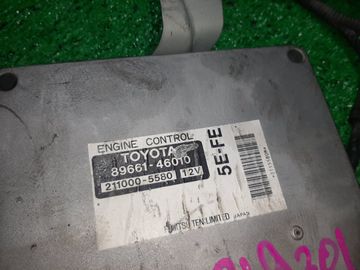 ENGINE CONTROL
TOYOTA
89661-46010
211000-5580 12V
5E-FE
FUJITSU TEN LIMITED JAPAN